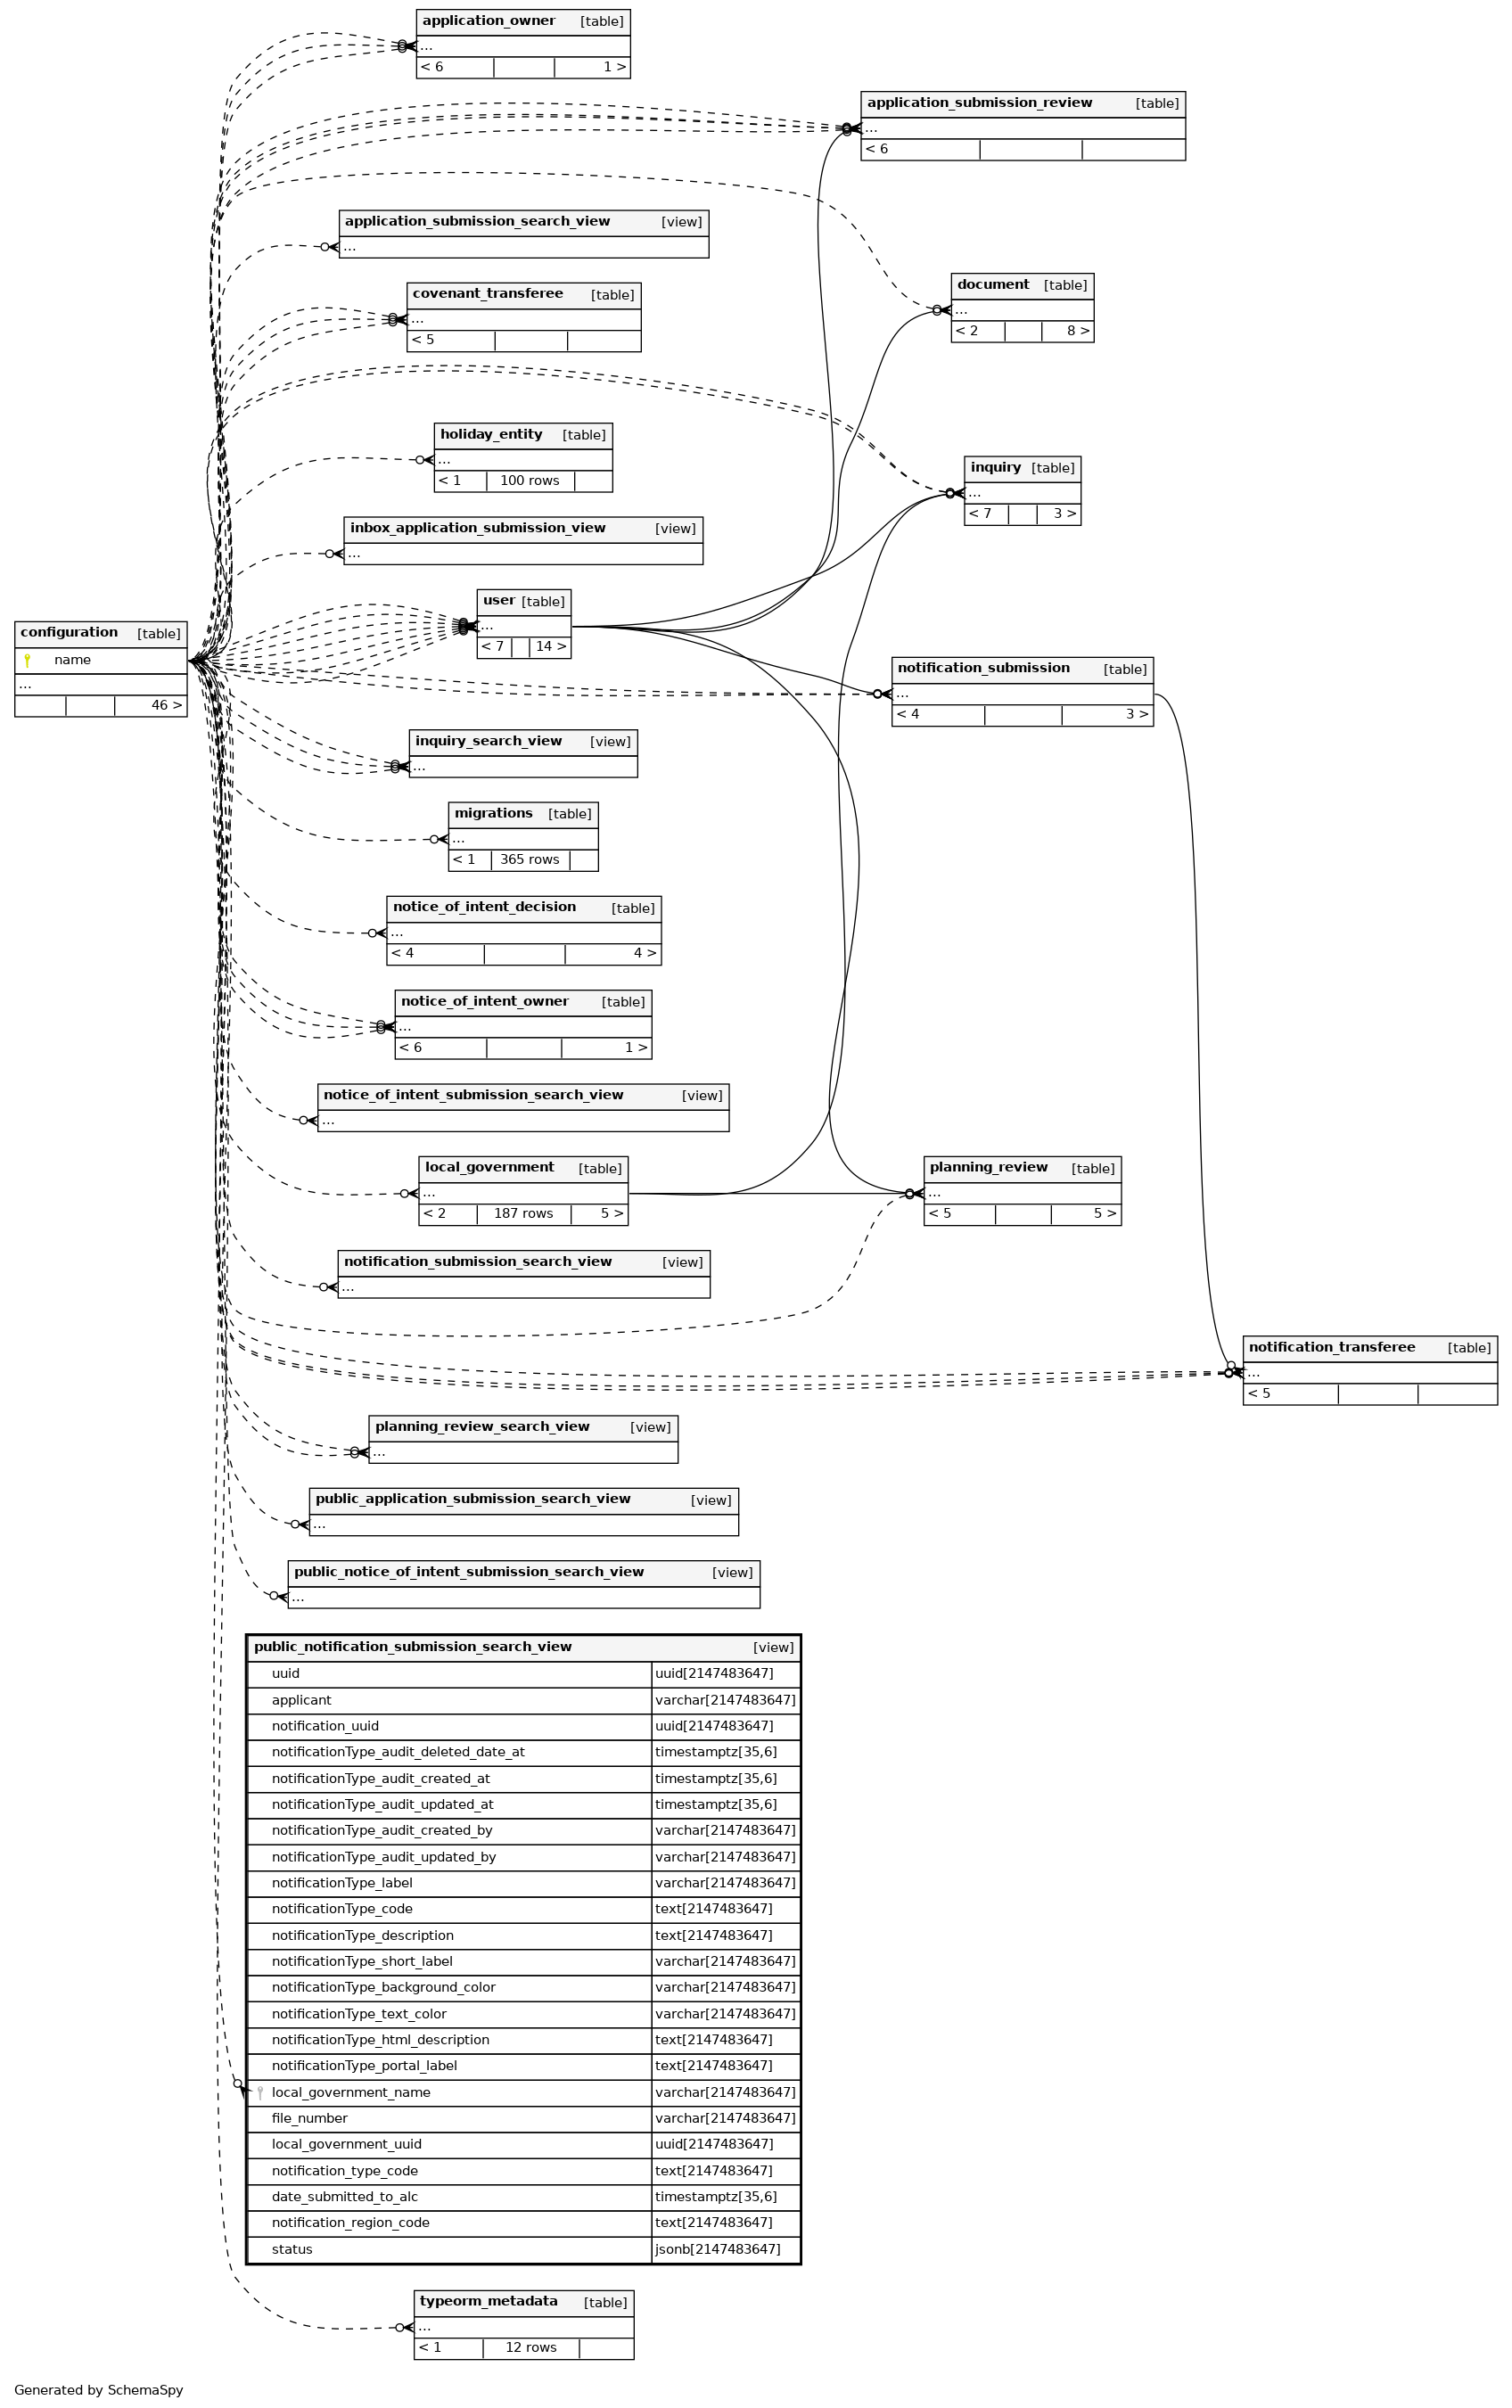 application_owner [table]
...
< 6 1 >
application_submission_review [table]
...
< 6
application_submission_search_view [view]
...
document [table]
...
< 2 8 >
covenant_transferee [table]
...
< 5
holiday_entity [table]
...
< 1 100 rows
inquiry [table]
...
< 7 3 >
inbox_application_submission_view [view]
...
user [table]
...
< 7 14 >
configuration [table]
name
...
46 >
notification_submission [table]
...
< 4 3 >
inquiry_search_view [view]
...
migrations [table]
...
< 1 365 rows
notice_of_intent_decision [table]
...
< 4 4 >
notice_of_intent_owner [table]
...
< 6 1 >
notice_of_intent_submission_search_view [view]
...
local_government [table]
...
< 2 187 rows 5 >
planning_review [table]
...
< 5 5 >
notification_submission_search_view [view]
...
notification_transferee [table]
...
< 5
planning_review_search_view [view]
...
public_application_submission_search_view [view]
...
public_notice_of_intent_submission_search_view [view]
...
public_notification_submission_search_view [view]
uuid uuid[2147483647]
applicant varchar[2147483647]
notification_uuid uuid[2147483647]
notificationType_audit_deleted_date_at timestamptz[35,6]
notificationType_audit_created_at timestamptz[35,6]
notificationType_audit_updated_at timestamptz[35,6]
notificationType_audit_created_by varchar[2147483647]
notificationType_audit_updated_by varchar[2147483647]
notificationType_label varchar[2147483647]
notificationType_code text[2147483647]
notificationType_description text[2147483647]
notificationType_short_label varchar[2147483647]
notificationType_background_color varchar[2147483647]
notificationType_text_color varchar[2147483647]
notificationType_html_description text[2147483647]
notificationType_portal_label text[2147483647]
local_government_name varchar[2147483647]
file_number varchar[2147483647]
local_government_uuid uuid[2147483647]
notification_type_code text[2147483647]
date_submitted_to_alc timestamptz[35,6]
notification_region_code text[2147483647]
status jsonb[2147483647]
typeorm_metadata [table]
...
< 1 12 rows
Generated by SchemaSpy